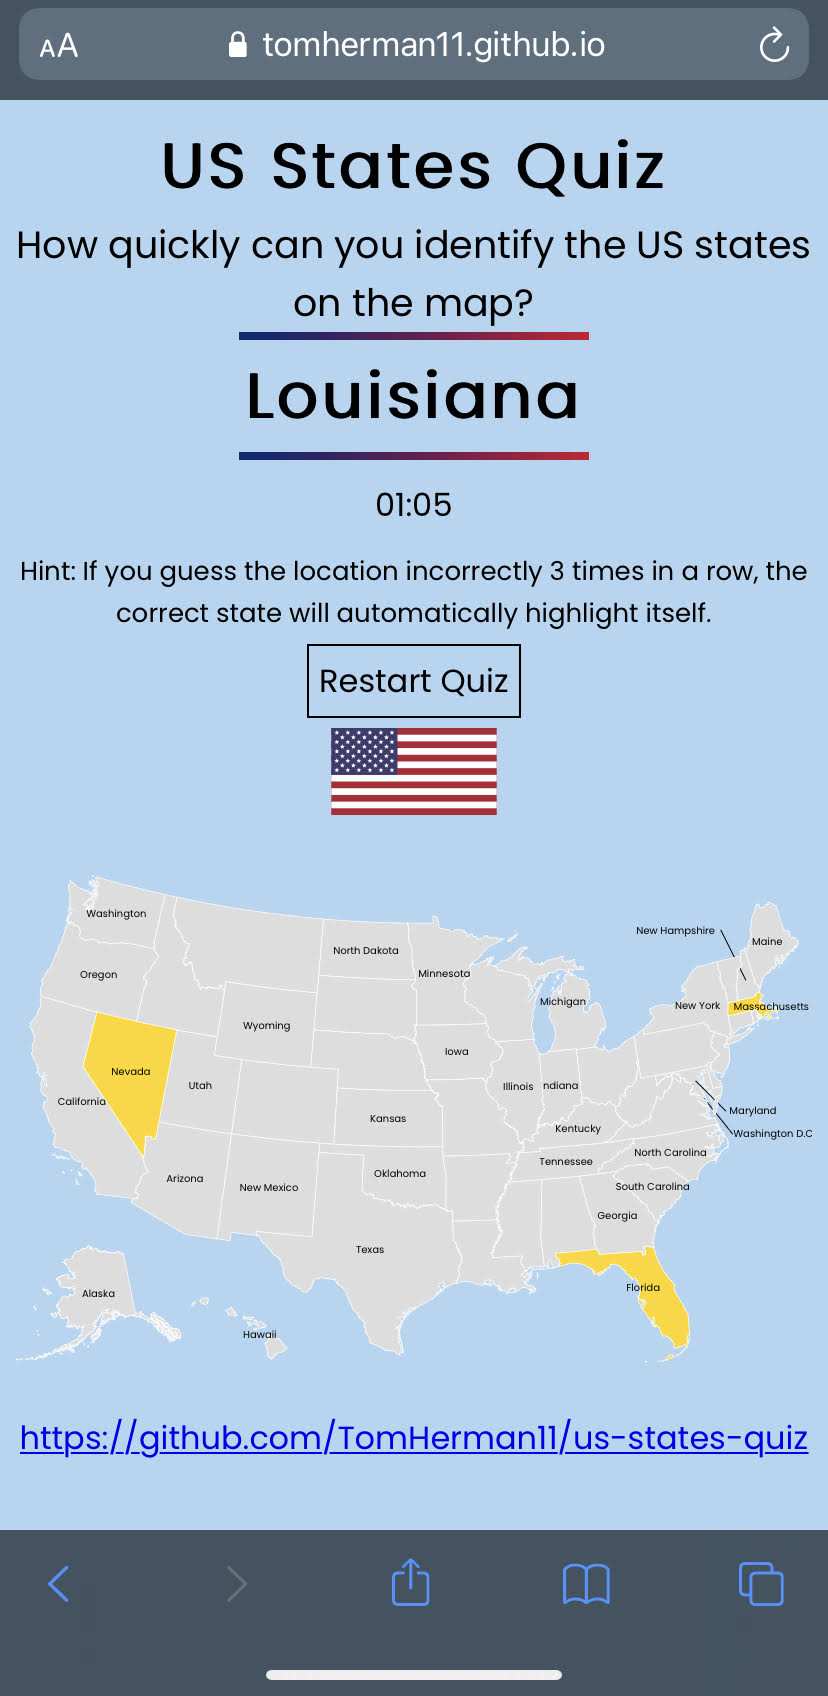 AA
tomherman11.github.io
US States Quiz
How quickly can you identify the US states
on the map?
Louisiana
01:05
Hint: If you guess the location incorrectly 3 times in a row, the
correct state will automatically highlight itself.
Restart Quiz
Washington
New Hampshire
Maine
North Dakota
Oregon
Minnesota
Michigan
New York
Massachusetts
Wyoming
Iowa
Nevada
Utah
Illinois
ndiana
California
Maryland
Kansas
Kentucky
Washington D.C
North Carolina
Tennessee
Oklahoma
Arizona
New Mexico
South Carolina
Georgia
Texas
Florida
Alaska
Hawaii
https://github.com/TomHerman11/us-states-quiz